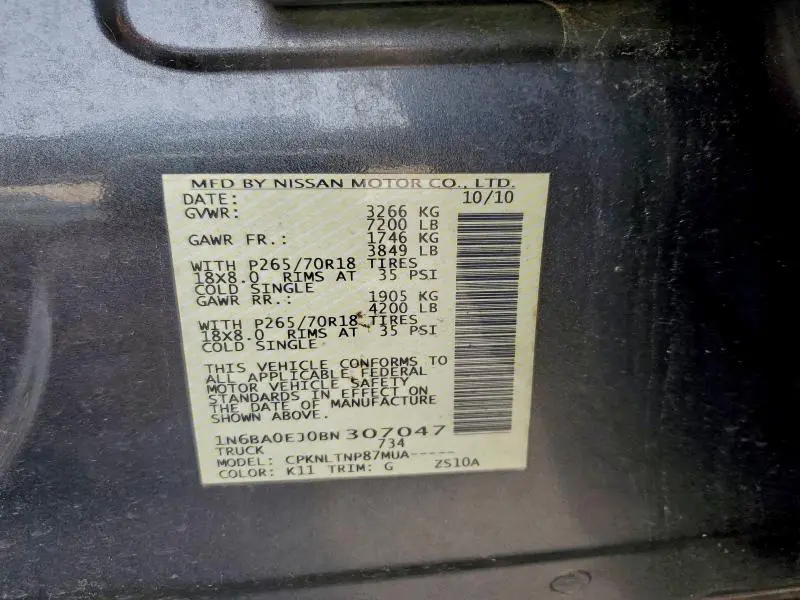 MFD BY NISSAN MOTOR CO., LTD.
DATE: 10/10
GVWR: 3266 KG
7200 LB
GAWR FR.: 1746 KG
3849 LB
WITH P265/70R18 TIRES
18X8.0 RIMS AT 35 PSI
COLD SINGLE
GAWR RR.: 1905 KG
4200 LB
WITH P265/70R18 TIRES
18X8.0 RIMS AT 35 PSI
COLD SINGLE
THIS VEHICLE CONFORMS TO
ALL APPLICABLE FEDERAL
MOTOR VEHICLE SAFETY
STANDARDS IN EFFECT ON
THE DATE OF MANUFACTURE
SHOWN ABOVE.
1N6BA0EJ0BN 307047
TRUCK 734
MODEL: CPKNLTNP87MUA-----
COLOR: K11 TRIM: G ZS10A